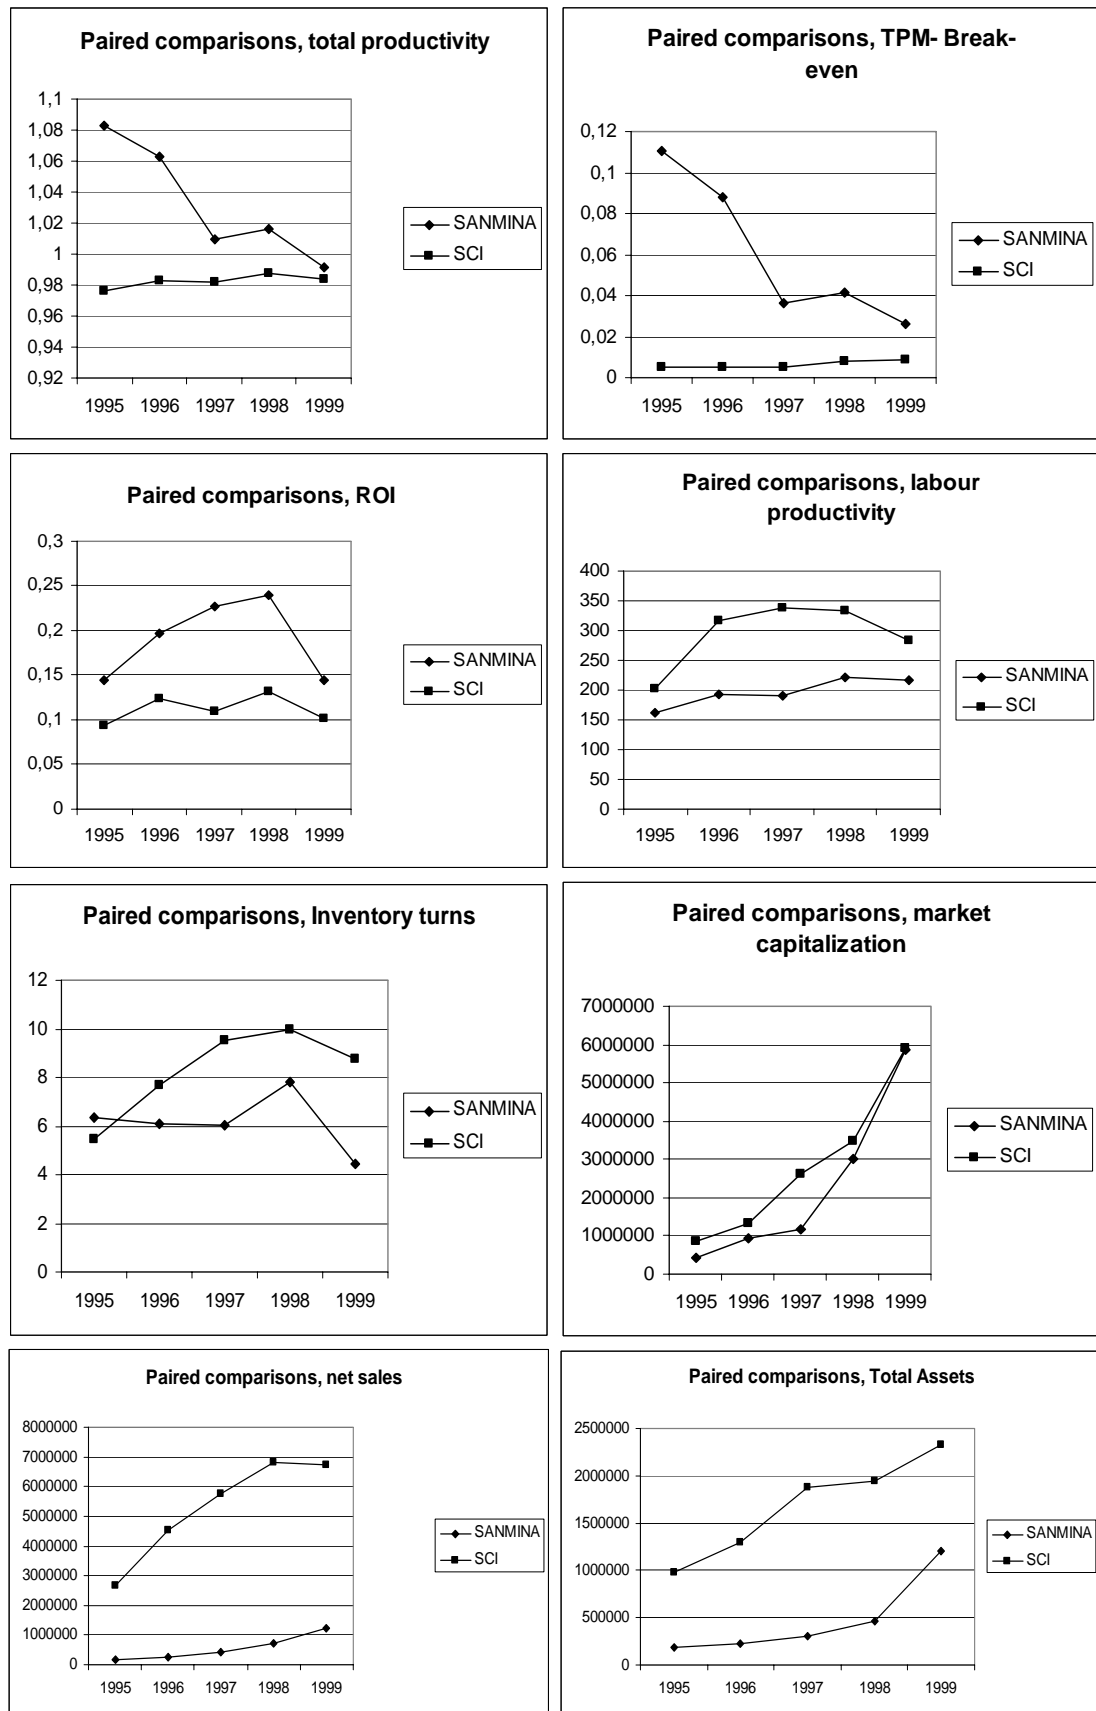 Paired comparisons, total productivity
1,1
1,08
1,06
1,04
1,02
1
0,98
0,96
0,94
0,92
1995 1996 1997 1998 1999
SANMINA
SCI
Paired comparisons, TPM- Break-
even
0,12
0,1
0,08
0,06
0,04
0,02
0
1995 1996 1997 1998 1999
SANMINA
SCI
Paired comparisons, ROI
0,3
0,25
0,2
0,15
0,1
0,05
0
1995 1996 1997 1998 1999
SANMINA
SCI
Paired comparisons, labour
productivity
400
350
300
250
200
150
100
50
0
1995 1996 1997 1998 1999
SANMINA
SCI
Paired comparisons, Inventory turns
12
10
8
6
4
2
0
1995 1996 1997 1998 1999
SANMINA
SCI
Paired comparisons, market
capitalization
7000000
6000000
5000000
4000000
3000000
2000000
1000000
0
1995 1996 1997 1998 1999
SANMINA
SCI
Paired comparisons, net sales
8000000
7000000
6000000
5000000
4000000
3000000
2000000
1000000
0
1995 1996 1997 1998 1999
SANMINA
SCI
Paired comparisons, Total Assets
2500000
2000000
1500000
1000000
500000
0
1995 1996 1997 1998 1999
SANMINA
SCI